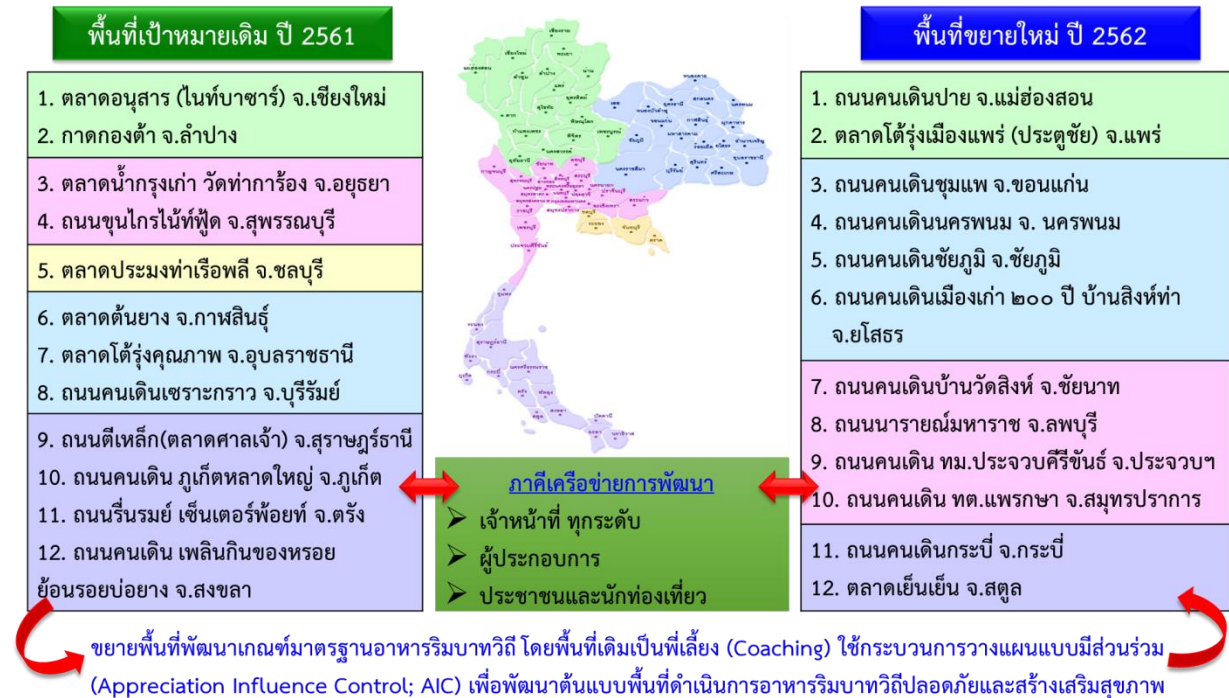 พื้นที่เป้าหมายเดิม ปี 2561
1. ตลาดอนุสาร (ไนท์บาซาร์) จ.เชียงใหม่
2. กาดกองต้า จ.ลำปาง
3. ตลาดน้ำกรุงเก่า วัดท่าการ้อง จ.อยุธยา
4. ถนนขุนไกรไน้ท์ฟู้ด จ.สุพรรณบุรี
5. ตลาดประมงท่าเรือพลี จ.ชลบุรี
6. ตลาดต้นยาง จ.กาฬสินธุ์
7. ตลาดโต้รุ่งคุณภาพ จ.อุบลราชธานี
8. ถนนคนเดินเซราะกราว จ.บุรีรัมย์
9. ถนนตีเหล็ก(ตลาดศาลเจ้า) จ.สุราษฎร์ธานี
10. ถนนคนเดิน ภูเก็ตหลาดใหญ่ จ.ภูเก็ต
11. ถนนรื่นรมย์ เซ็นเตอร์พ้อยท์ จ.ตรัง
12. ถนนคนเดิน เพลินกินของหรอย
ย้อนรอยบ่อยาง จ.สงขลา
ภาคีเครือข่ายการพัฒนา
เจ้าหน้าที่ ทุกระดับ
ผู้ประกอบการ
ประชาชนและนักท่องเที่ยว
พื้นที่ขยายใหม่ ปี 2562
1. ถนนคนเดินปาย จ.แม่ฮ่องสอน
2. ตลาดโต้รุ่งเมืองแพร่ (ประตูชัย) จ.แพร่
3. ถนนคนเดินชุมแพ จ.ขอนแก่น
4. ถนนคนเดินนครพนม จ. นครพนม
5. ถนนคนเดินชัยภูมิ จ.ชัยภูมิ
6. ถนนคนเดินเมืองเก่า ๒๐๐ ปี บ้านสิงห์ท่า
จ.ยโสธร
7. ถนนคนเดินบ้านวัดสิงห์ จ.ชัยนาท
8. ถนนนารายณ์มหาราช จ.ลพบุรี
9. ถนนคนเดิน ทม.ประจวบคีรีขันธ์ จ.ประจวบฯ
10. ถนนคนเดิน ทต.แพรกษา จ.สมุทรปราการ
11. ถนนคนเดินกระบี่ จ.กระบี่
12. ตลาดเย็นเย็น จ.สตูล
ขยายพื้นที่พัฒนาเกณฑ์มาตรฐานอาหารริมบาทวิถี โดยพื้นที่เดิมเป็นพี่เลี้ยง (Coaching) ใช้กระบวนการวางแผนแบบมีส่วนร่วม
(Appreciation Influence Control; AIC) เพื่อพัฒนาต้นแบบพื้นที่ดำเนินการอาหารริมบาทวิถีปลอดภัยและสร้างเสริมสุขภาพ